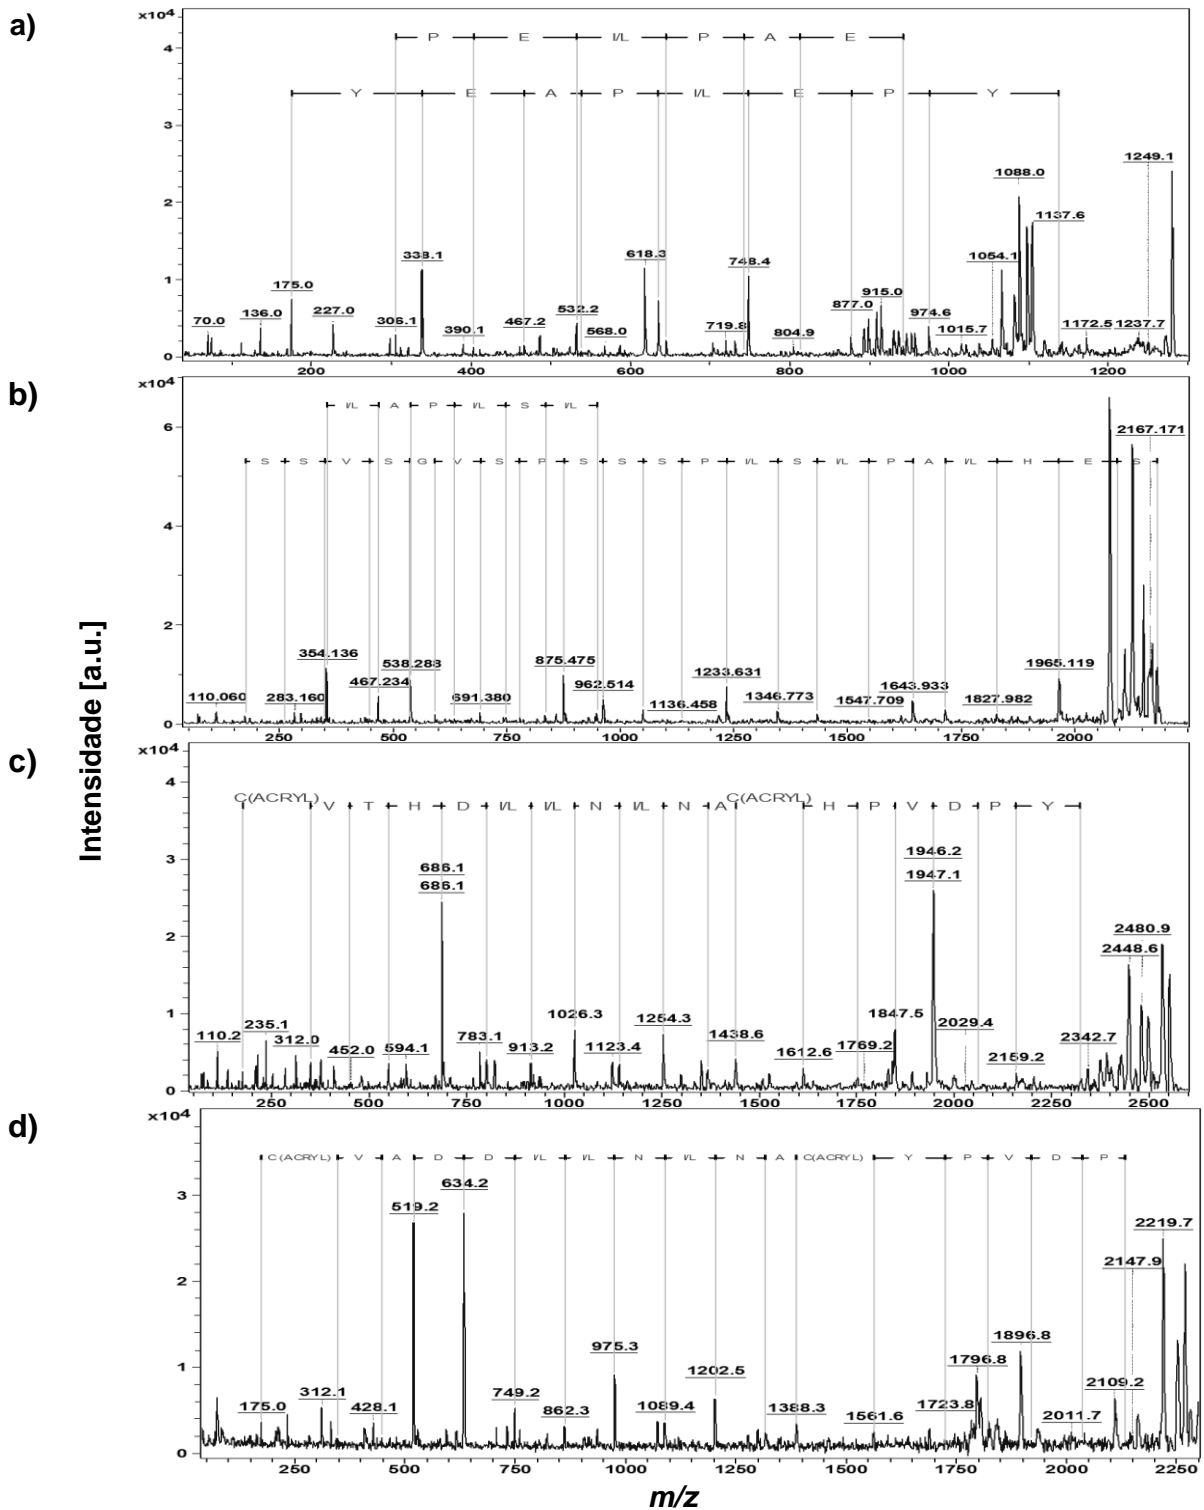 a)
x10⁴
4
3
2
1
0
P E I/L P A E
Y E A P I/L E P Y
70.0 136.0 175.0 227.0 306.1 338.1 390.1 467.2 532.2 568.0 618.3 719.8 748.4 804.9 877.0 915.0 974.6 1015.7 1054.1 1088.0 1137.6 1172.5 1237.7 1249.1
200 400 600 800 1000 1200
b)
x10⁴
6
4
2
0
I/L A P I/L S I/L
S S V S G V S P S S S P I/L S I/L P A I/L H E S
110.060 283.160 354.136 467.234 538.288 691.380 875.475 962.514 1136.458 1233.631 1346.773 1547.709 1643.933 1827.982 1965.119 2167.171
250 500 750 1000 1250 1500 1750 2000
c)
x10⁴
4
3
2
1
0
C(ACRYL) V T H D I/L I/L N I/L N A C(ACRYL) H P V D P Y
110.2 235.1 312.0 452.0 594.1 686.1 686.1 783.1 913.2 1026.3 1123.4 1254.3 1438.6 1612.6 1769.2 1847.5 1946.2 1947.1 2029.4 2159.2 2342.7 2448.6 2480.9
250 500 750 1000 1250 1500 1750 2000 2250 2500
d)
x10⁴
3
2
1
0
C(ACRYL) V A D D I/L I/L N I/L N A C(ACRYL) Y P V D P
175.0 312.1 428.1 519.2 634.2 749.2 862.3 975.3 1089.4 1202.5 1388.3 1561.6 1723.8 1796.8 1896.8 2011.7 2109.2 2147.9 2219.7
250 500 750 1000 1250 1500 1750 2000 2250
Intensidade [a.u.]
m/z